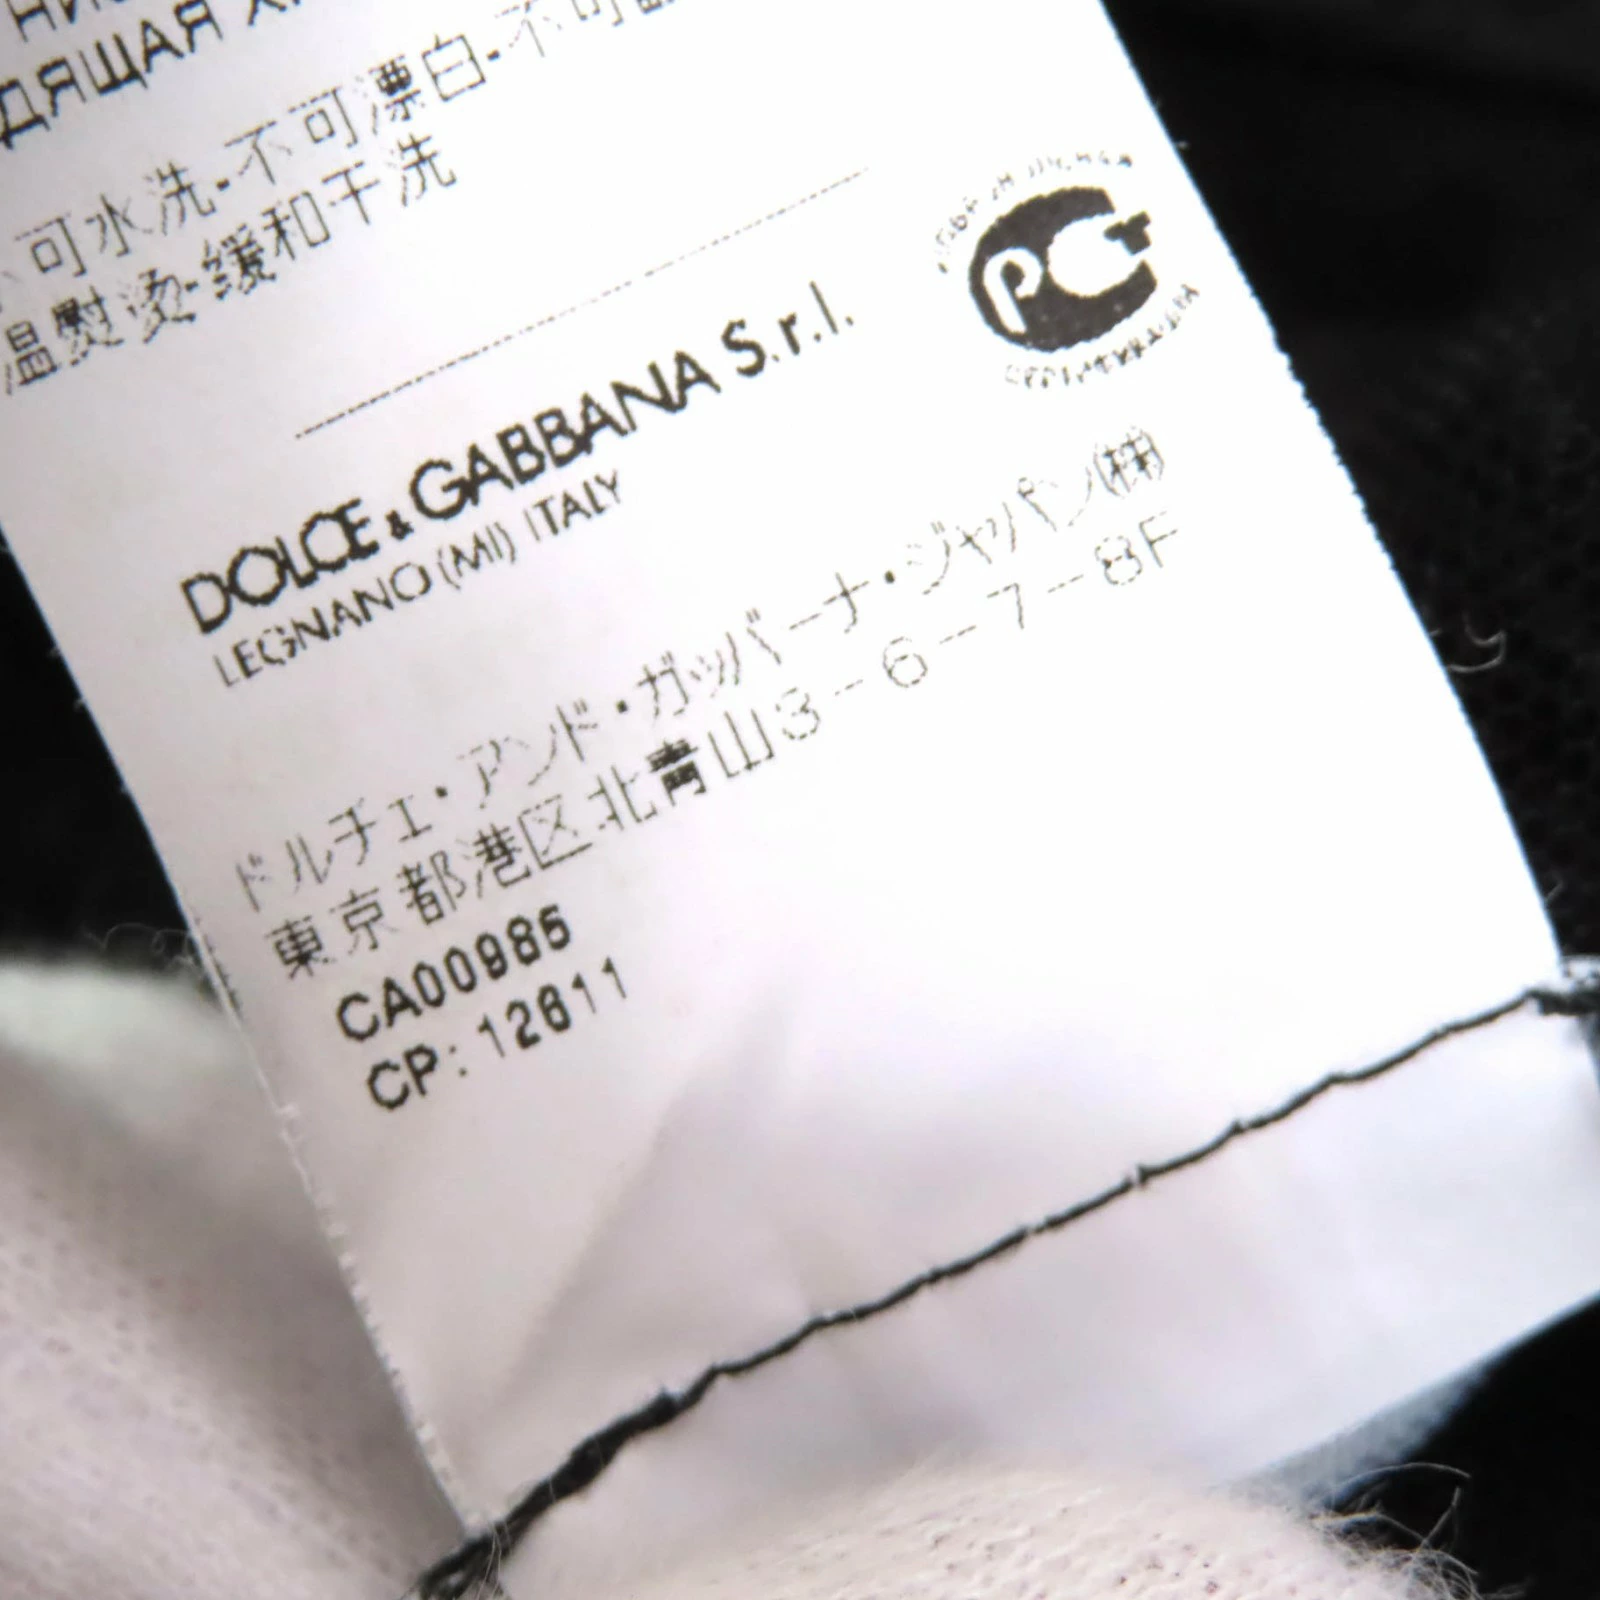 ДЯЩАЯ
可水洗-不可漂白-不可
温熨烫-缓和干洗
DOLCE & GABBANA S.r.l.
LEGNANO (MI) ITALY
ドルチェ・アンド・ガッバーナ・ジャパン(株)
東京都港区北青山3-6-7-8F
CA00986
CP: 12611